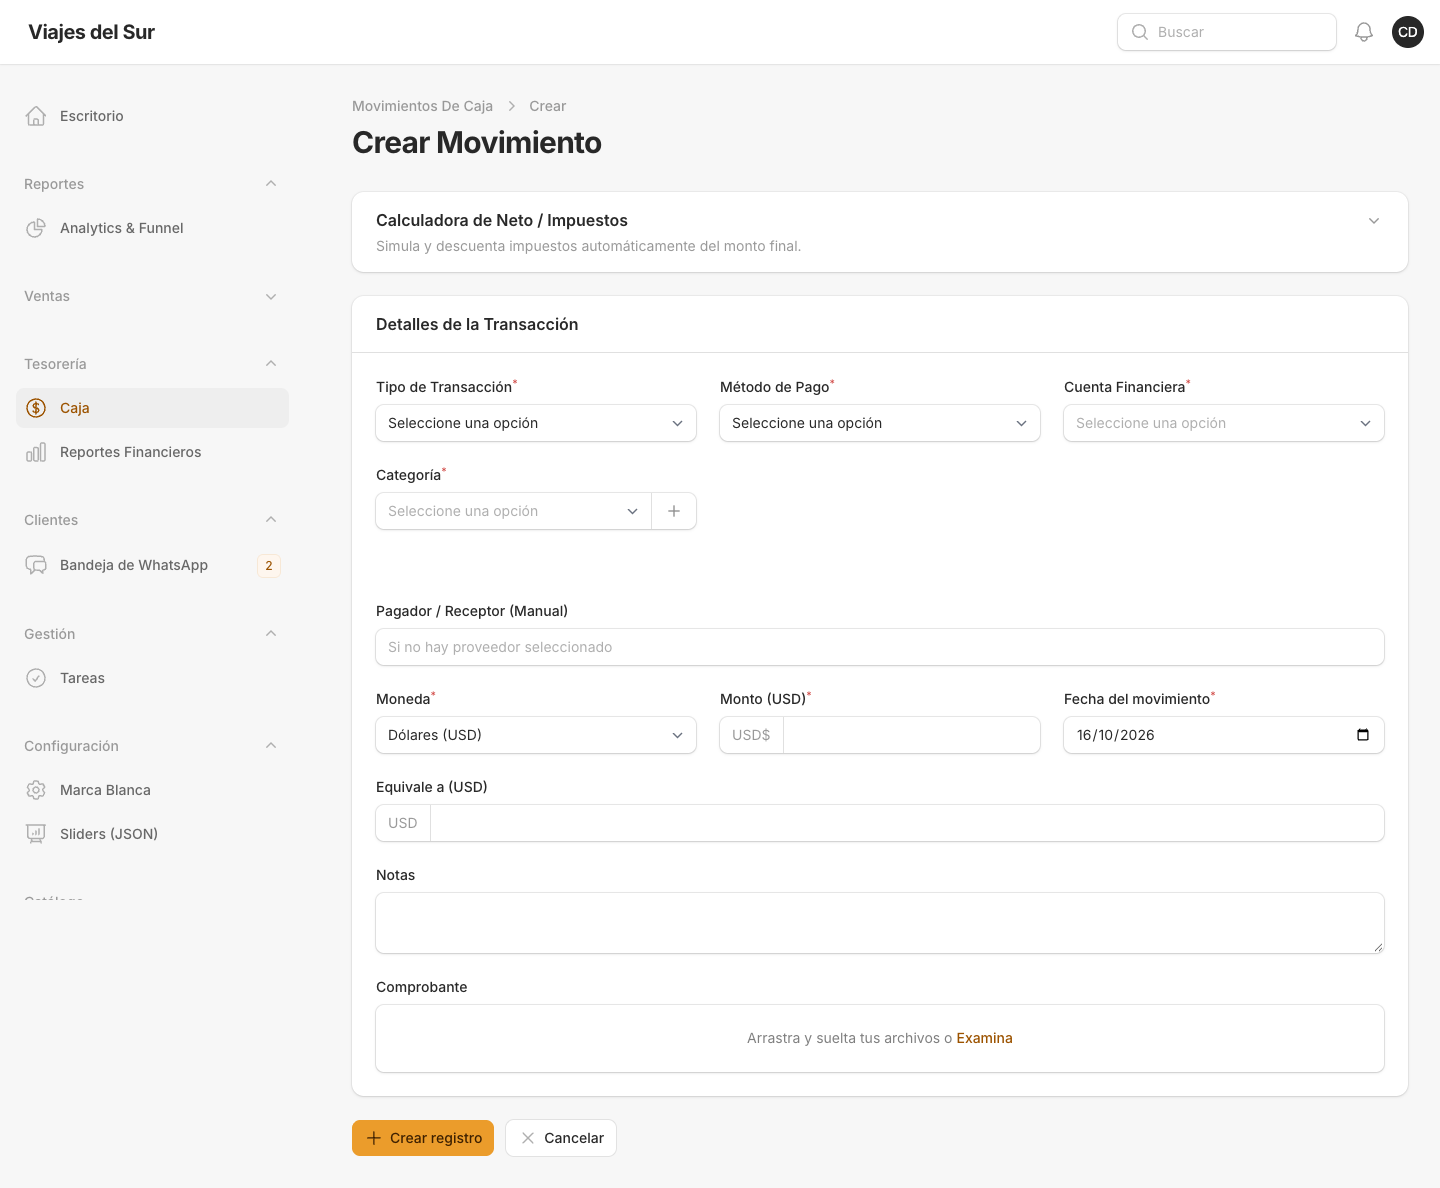 Viajes del Sur
Buscar
CD
Escritorio
Reportes
Analytics & Funnel
Ventas
Tesorería
Caja
Reportes Financieros
Clientes
Bandeja de WhatsApp
2
Gestión
Tareas
Configuración
Marca Blanca
Sliders (JSON)
Movimientos De Caja > Crear
Crear Movimiento
Calculadora de Neto / Impuestos
Simula y descuenta impuestos automáticamente del monto final.
Detalles de la Transacción
Tipo de Transacción*
Seleccione una opción
Método de Pago*
Seleccione una opción
Cuenta Financiera*
Seleccione una opción
Categoría*
Seleccione una opción
Pagador / Receptor (Manual)
Si no hay proveedor seleccionado
Moneda*
Dólares (USD)
Monto (USD)*
USD$
Fecha del movimiento*
16/10/2026
Equivale a (USD)
USD
Notas
Comprobante
Arrastra y suelta tus archivos o Examina
Crear registro
Cancelar